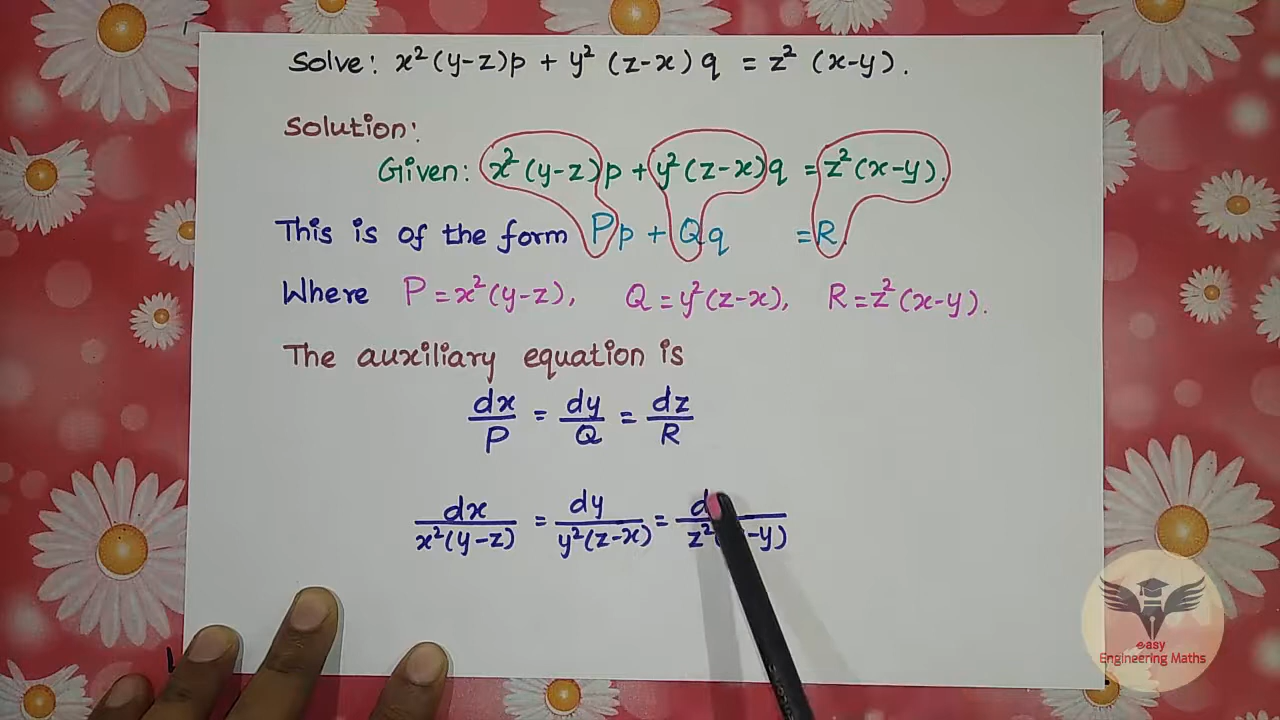 Solve: x²(y-z)p + y² (z-x) q = z² (x-y).
Solution:
Given: x²(y-z)p + y²(z-x)q = z²(x-y).
This is of the form Pp + Qq = R.
Where P = x²(y-z), Q = y²(z-x), R = z²(x-y).
The auxiliary equation is
dx/P = dy/Q = dz/R
dx/x²(y-z) = dy/y²(z-x) = d /z²( -y)
easy
Engineering Maths